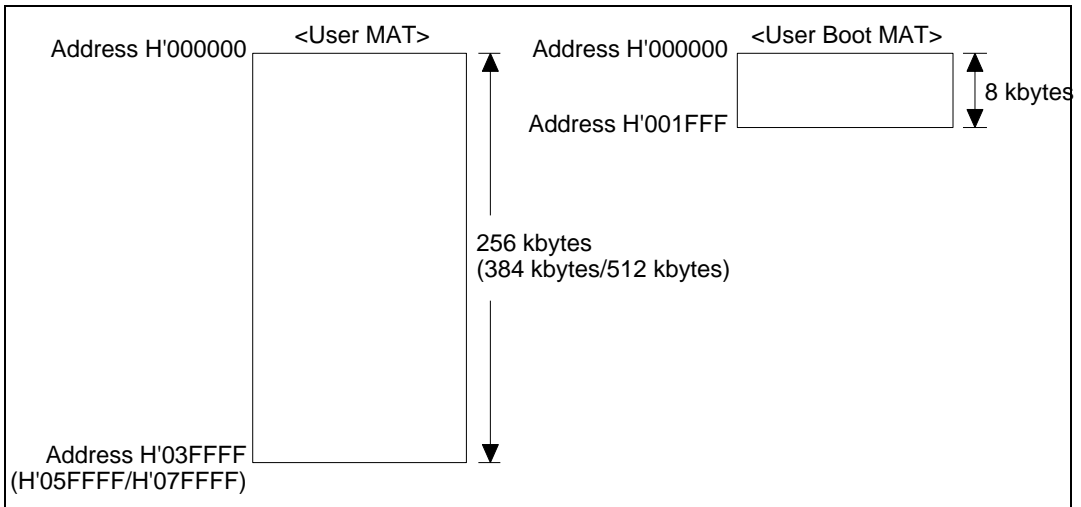 <User MAT>
Address H'000000
256 kbytes
(384 kbytes/512 kbytes)
Address H'03FFFF
(H'05FFFF/H'07FFFF)
<User Boot MAT>
Address H'000000
8 kbytes
Address H'001FFF